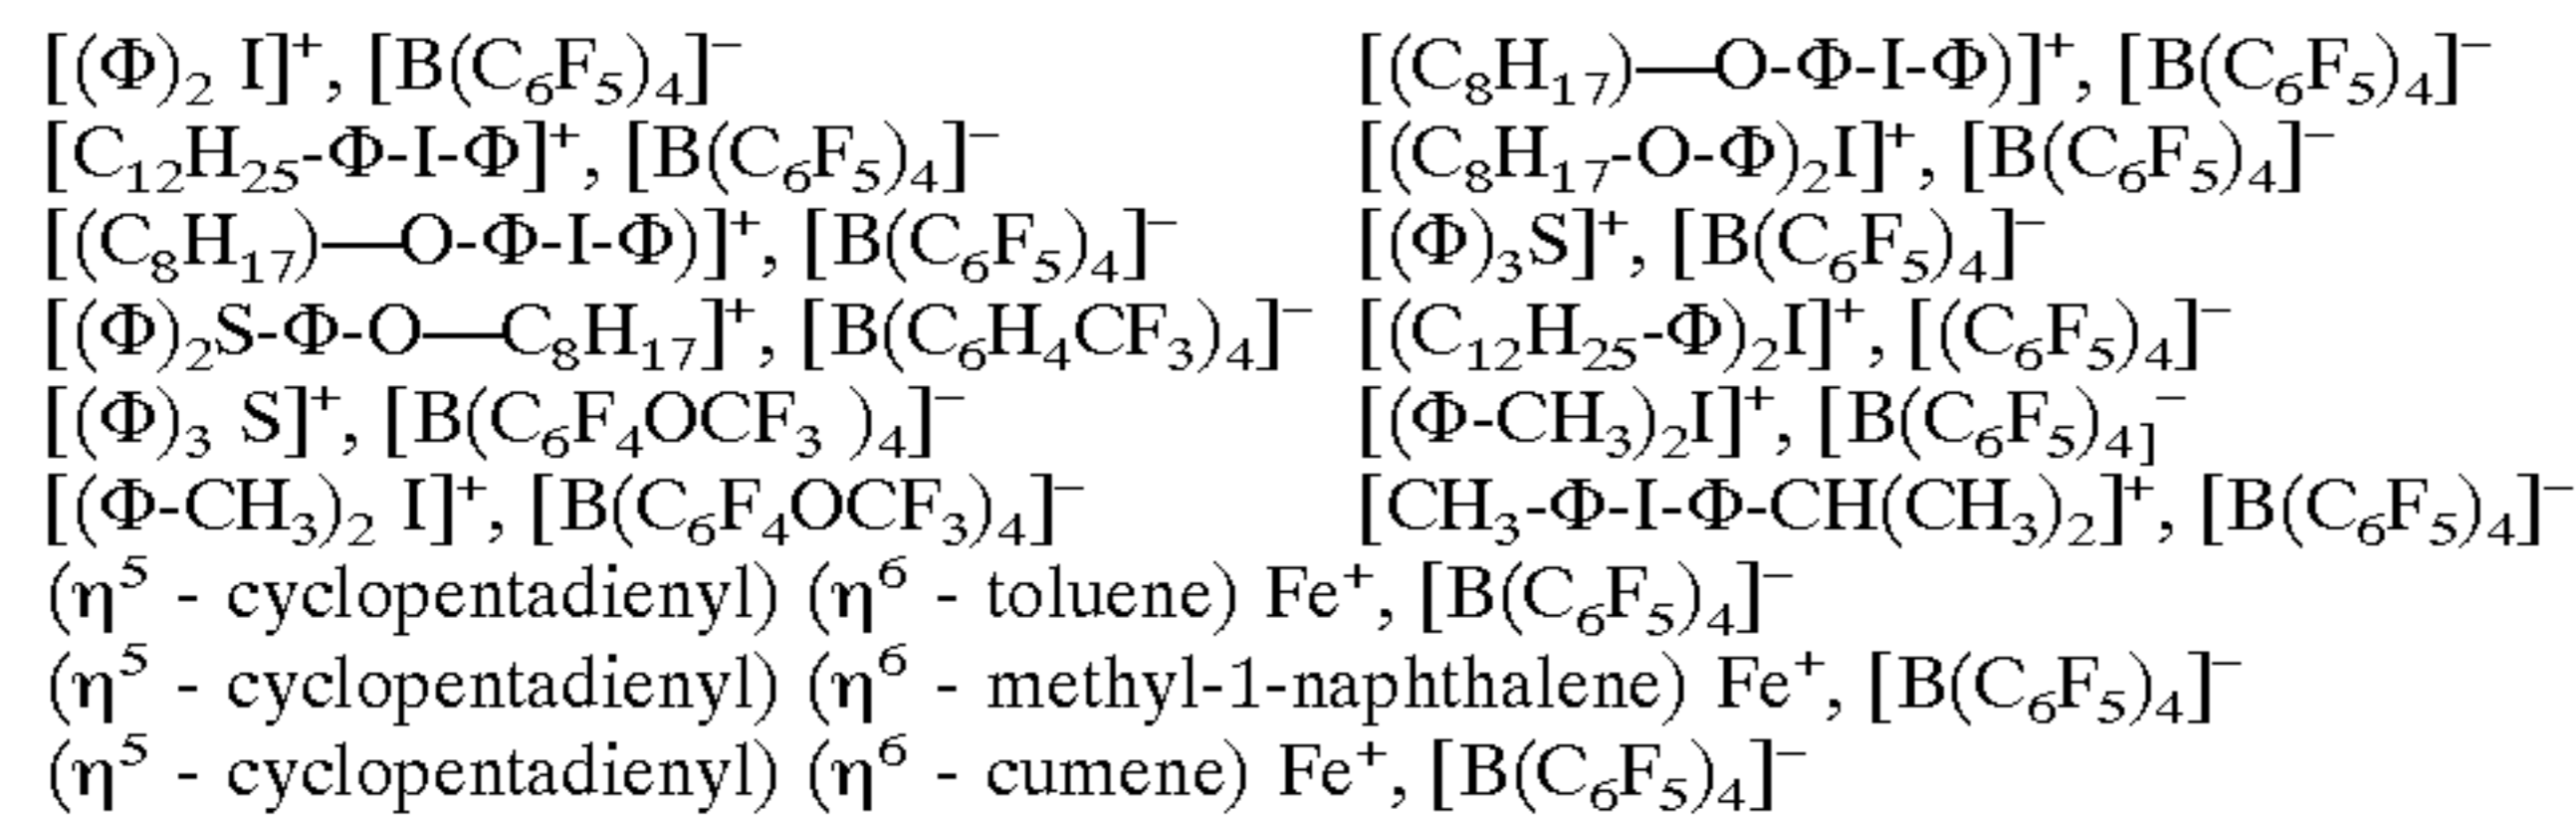 [(Φ)₂ I]⁺, [B(C₆F₅)₄]⁻ [(C₈H₁₇)—O-Φ-I-Φ)]⁺, [B(C₆F₅)₄]⁻
[C₁₂H₂₅-Φ-I-Φ]⁺, [B(C₆F₅)₄]⁻ [(C₈H₁₇-O-Φ)₂I]⁺, [B(C₆F₅)₄]⁻
[(C₈H₁₇)—O-Φ-I-Φ)]⁺, [B(C₆F₅)₄]⁻ [(Φ)₃S]⁺, [B(C₆F₅)₄]⁻
[(Φ)₂S-Φ-O—C₈H₁₇]⁺, [B(C₆H₄CF₃)₄]⁻ [(C₁₂H₂₅-Φ)₂I]⁺, [(C₆F₅)₄]⁻
[(Φ)₃ S]⁺, [B(C₆F₄OCF₃ )₄]⁻ [(Φ-CH₃)₂I]⁺, [B(C₆F₅)₄]⁻
[(Φ-CH₃)₂ I]⁺, [B(C₆F₄OCF₃)₄]⁻ [CH₃-Φ-I-Φ-CH(CH₃)₂]⁺, [B(C₆F₅)₄]⁻
(η⁵ - cyclopentadienyl) (η⁶ - toluene) Fe⁺, [B(C₆F₅)₄]⁻
(η⁵ - cyclopentadienyl) (η⁶ - methyl-1-naphthalene) Fe⁺, [B(C₆F₅)₄]⁻
(η⁵ - cyclopentadienyl) (η⁶ - cumene) Fe⁺, [B(C₆F₅)₄]⁻